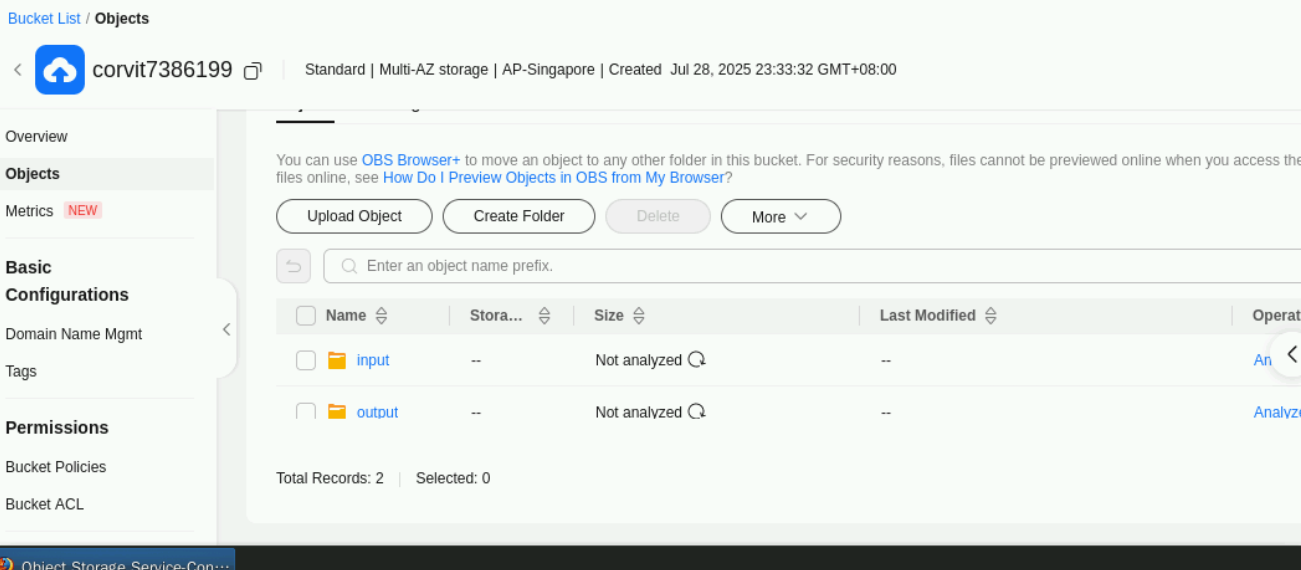 Bucket List / Objects
corvit7386199
Standard | Multi-AZ storage | AP-Singapore | Created Jul 28, 2025 23:33:32 GMT+08:00
Overview
Objects
Metrics NEW
Basic
Configurations
Domain Name Mgmt
Tags
Permissions
Bucket Policies
Bucket ACL
You can use OBS Browser+ to move an object to any other folder in this bucket. For security reasons, files cannot be previewed online when you access the
files online, see How Do I Preview Objects in OBS from My Browser?
Upload Object Create Folder Delete More
Enter an object name prefix.
Name Stora... Size Last Modified Operat
input -- Not analyzed -- An
output -- Not analyzed -- Analyze
Total Records: 2 Selected: 0
Object Storage Service-Con...